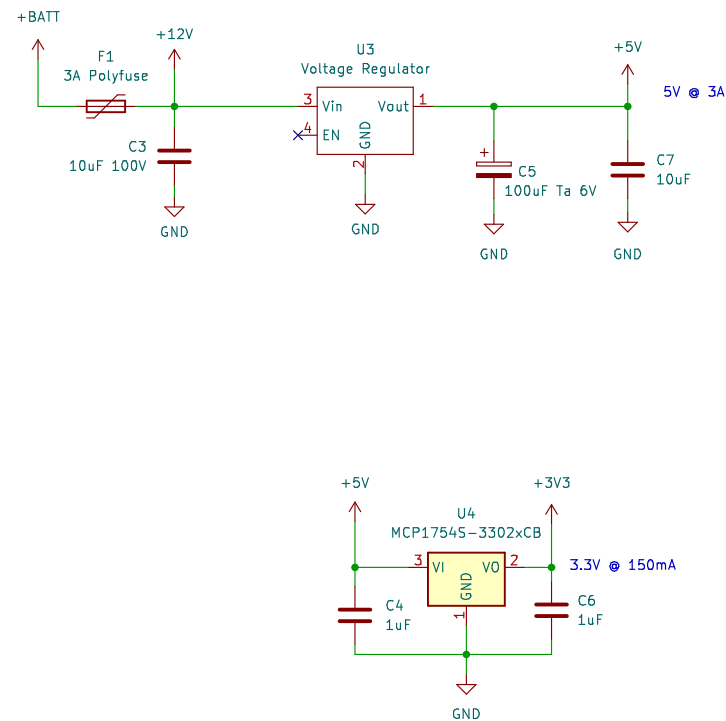 +BATT
F1
3A Polyfuse
+12V
U3
Voltage Regulator
+5V
5V @ 3A
3 Vin
Vout 1
4 EN
GND
2
C3
10uF 100V
GND
GND
+
C5
100uF Ta 6V
GND
C7
10uF
GND
+5V
+3V3
U4
MCP1754S-3302xCB
3 VI
VO 2
GND
1
3.3V @ 150mA
C4
1uF
C6
1uF
GND